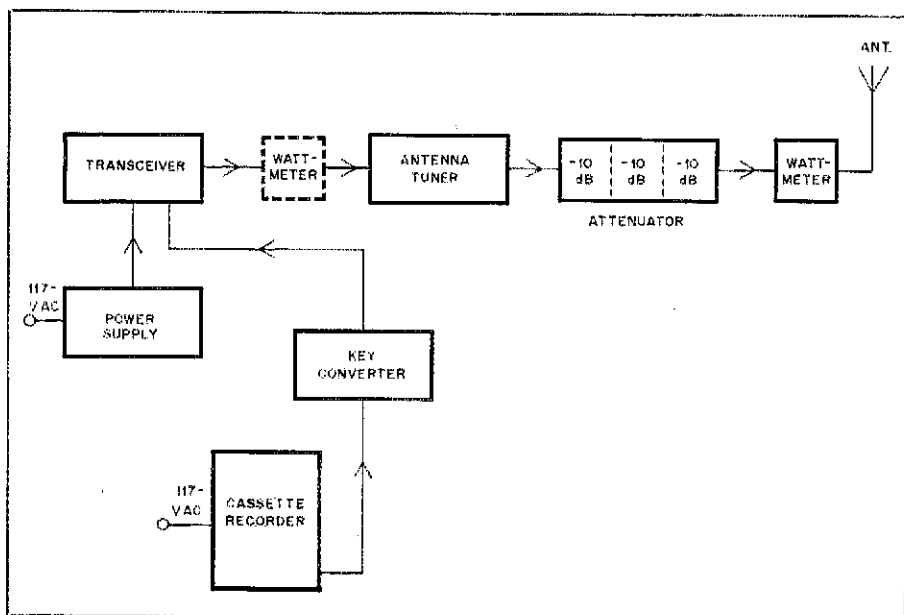 ANT.
TRANSCEIVER
WATT-
METER
ANTENNA
TUNER
-10
dB
-10
dB
-10
dB
ATTENUATOR
WATT-
METER
117-
VAC
POWER
SUPPLY
KEY
CONVERTER
117-
VAC
CASSETTE
RECORDER